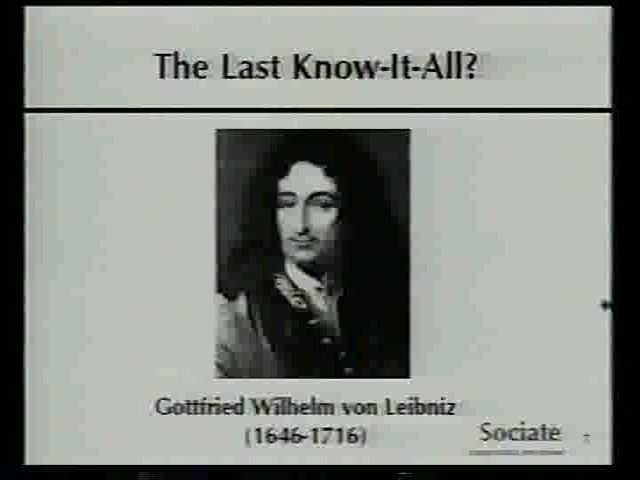 The Last Know-It-All?
Gottfried Wilhelm von Leibniz
(1646-1716)
Sociate